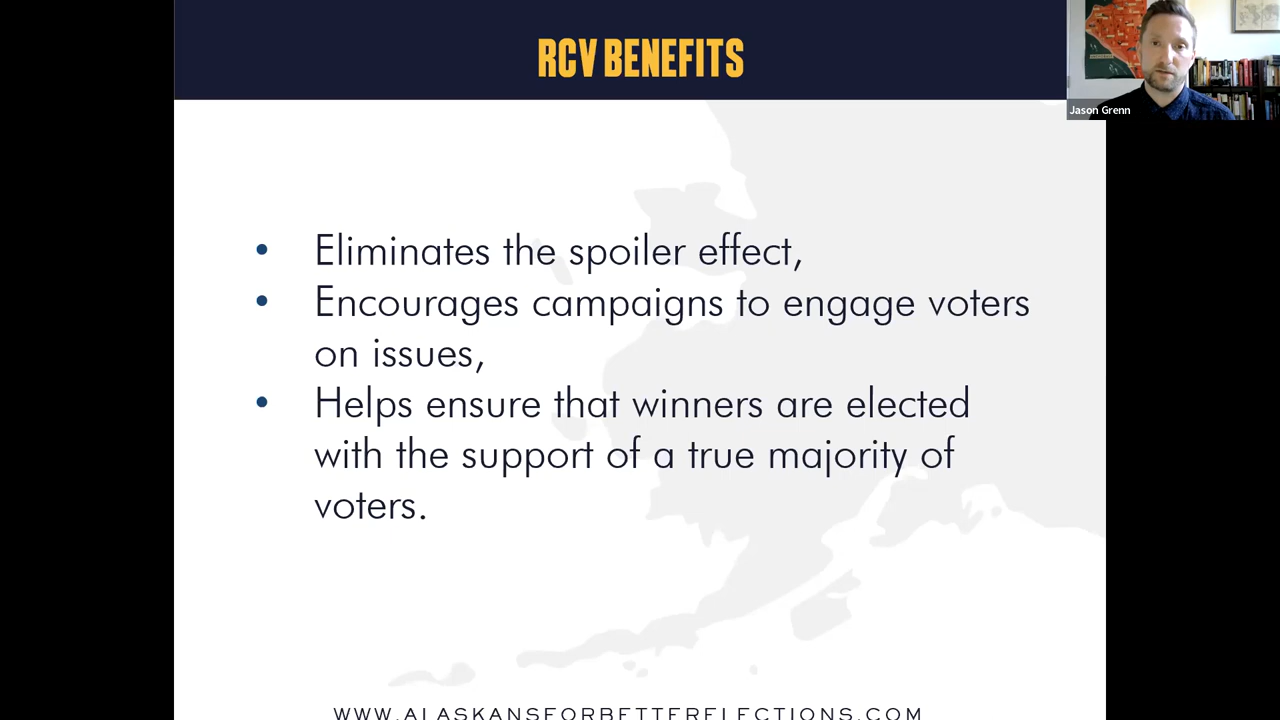 RCV BENEFITS
Jason Grenn
• Eliminates the spoiler effect,
• Encourages campaigns to engage voters
on issues,
• Helps ensure that winners are elected
with the support of a true majority of
voters.
WWW.ALASKANSFORBETTERELECTIONS.COM